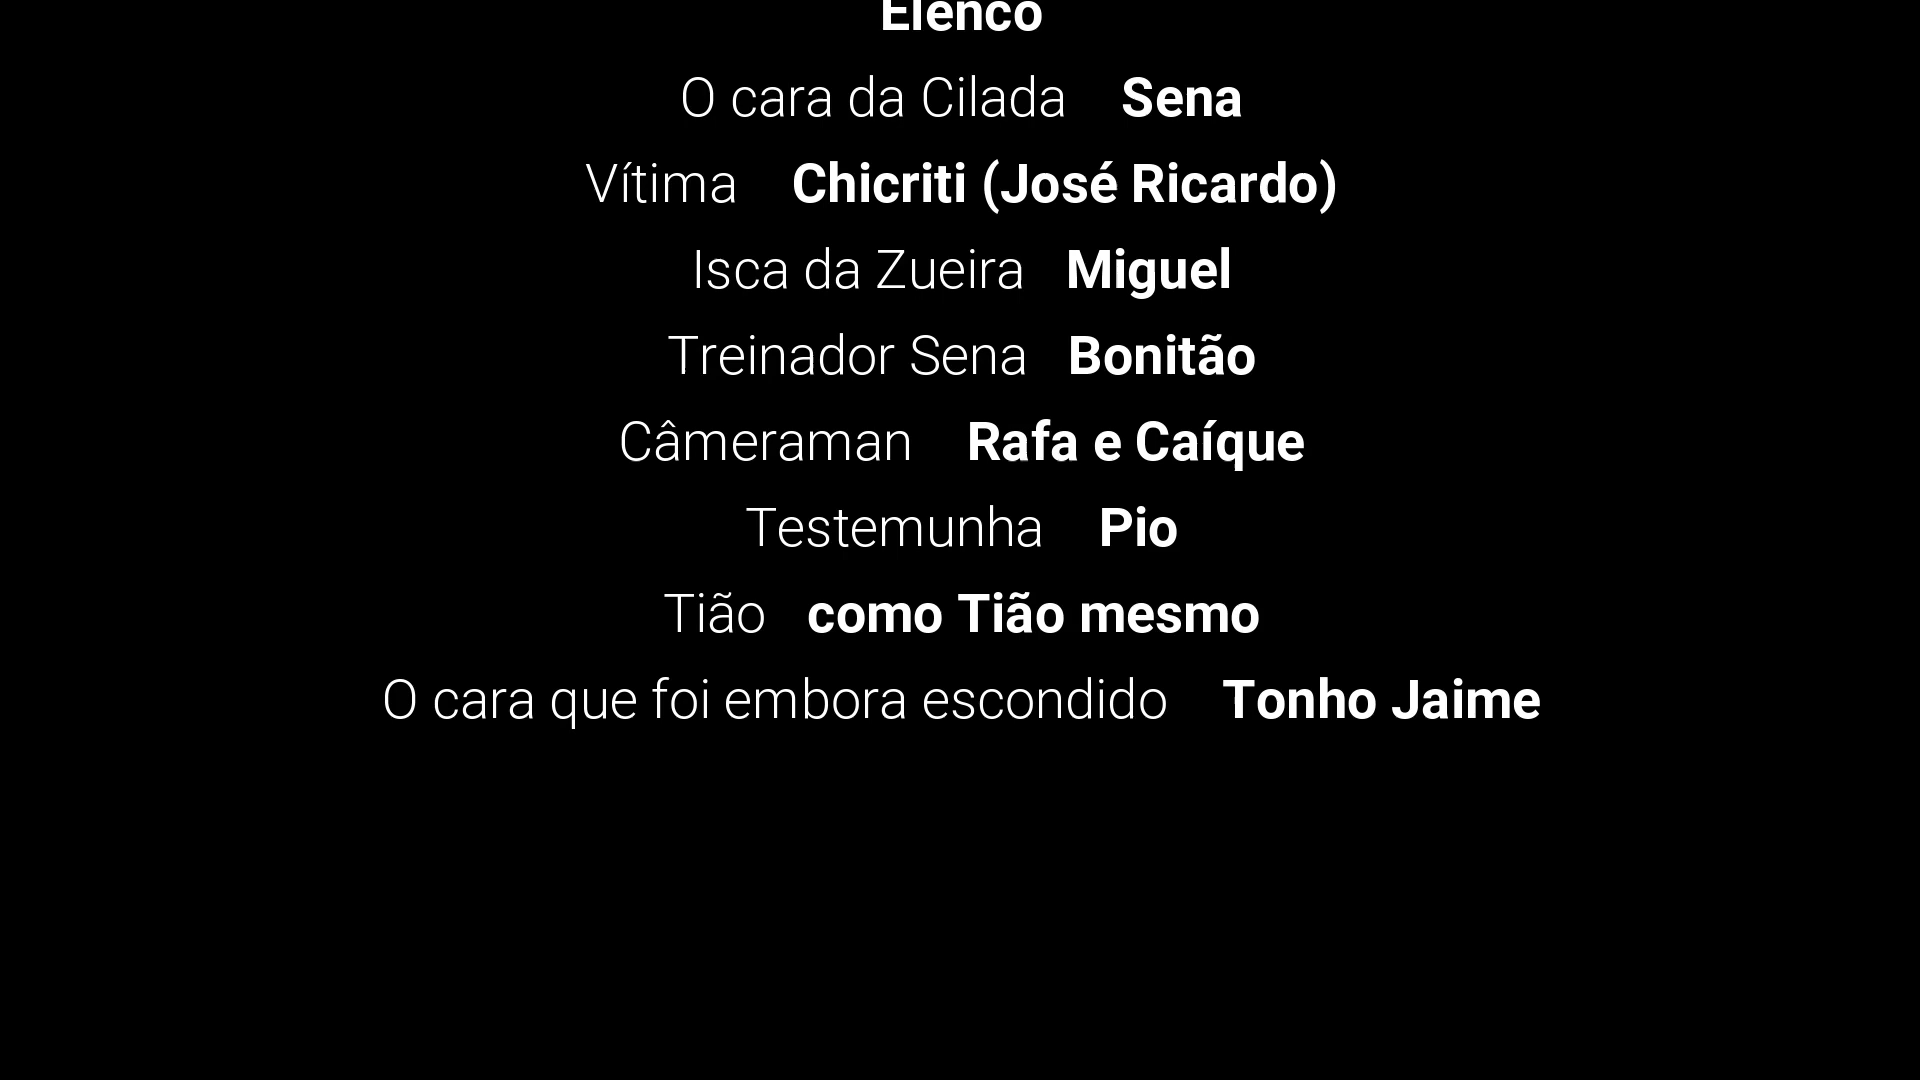 Elenco
O cara da Cilada Sena
Vítima Chicriti (José Ricardo)
Isca da Zueira Miguel
Treinador Sena Bonitão
Câmeraman Rafa e Caíque
Testemunha Pio
Tião como Tião mesmo
O cara que foi embora escondido Tonho Jaime